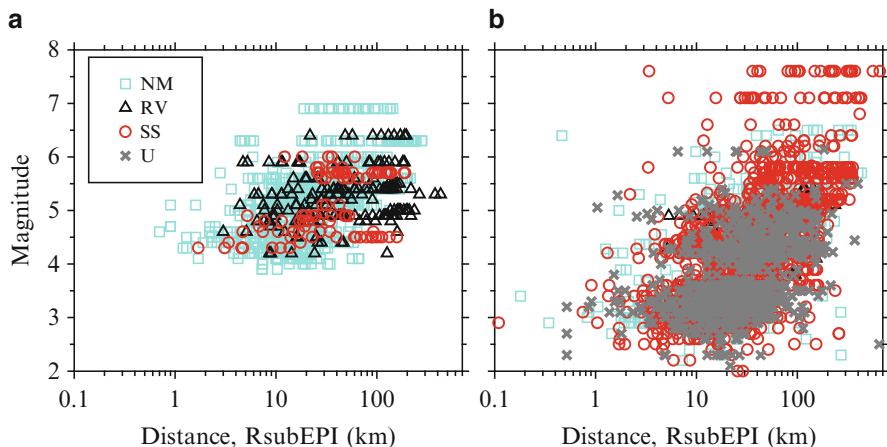 a
b
8
7
6
5
4
3
2
Magnitude
NM
RV
SS
U
0.1 1 10 100 0.1 1 10 100
Distance, RsubEPI (km) Distance, RsubEPI (km)